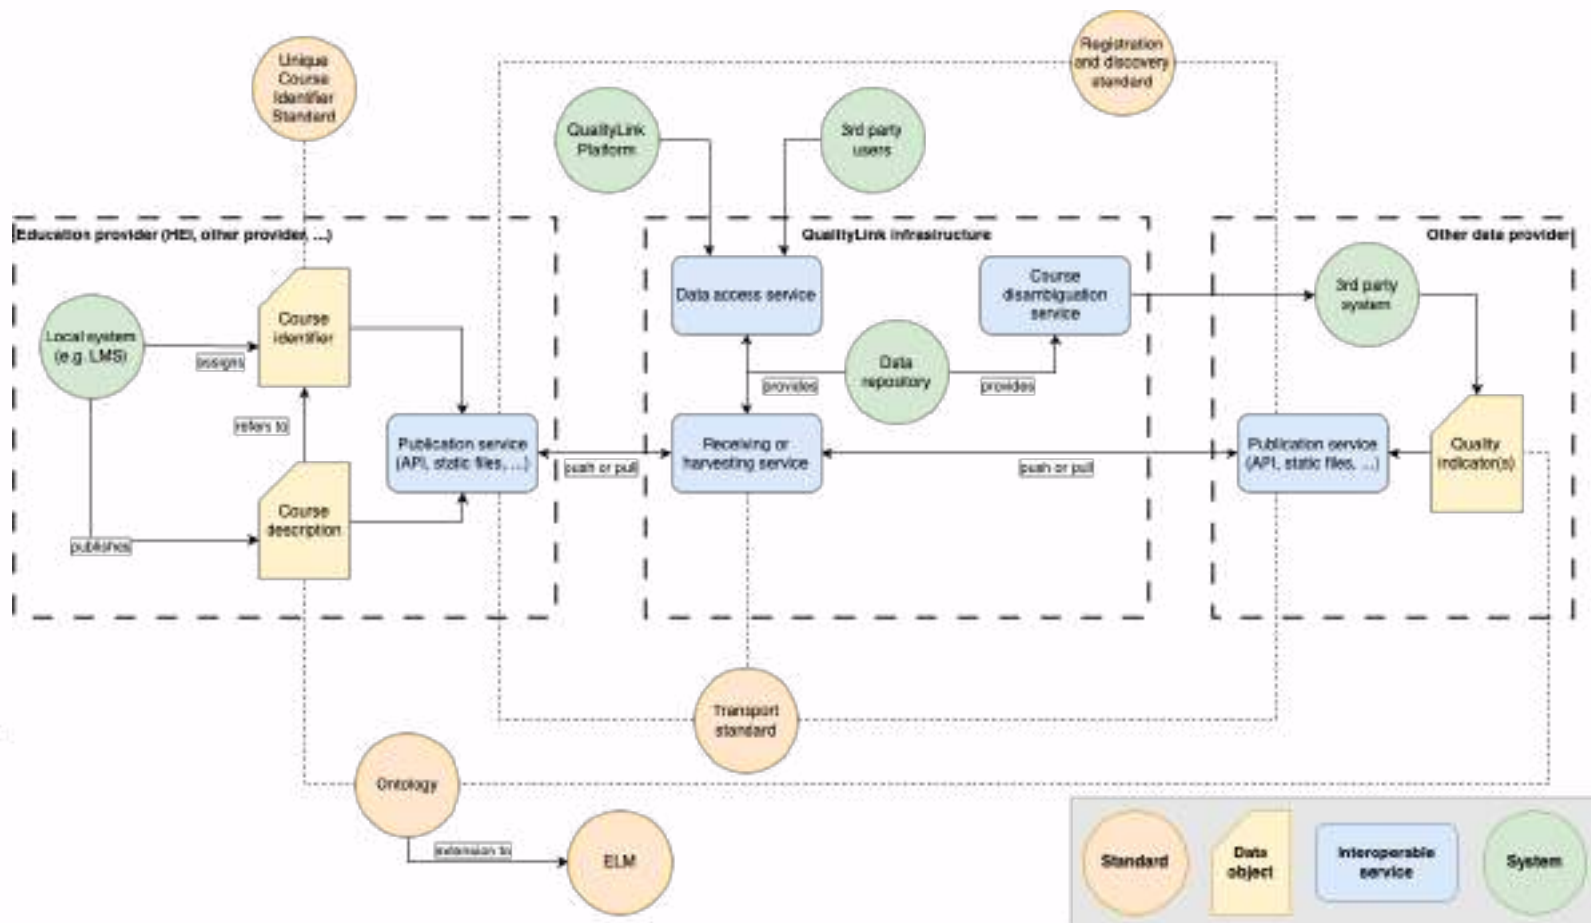 Unique
Course
Identifier
Standard
Registration
and discovery
standard
QualityLink
Platform
3rd party
users
Education provider (HEI, other provider, ...)
QualityLink infrastructure
Other data provider
Local system
(e.g. LMS)
assigns
Course
identifier
refers to
publishes
Course
description
Publication service
(API, static files, ...)
push or pull
Data access service
Course
disambiguation
service
Data
repository
provides
provides
Receiving or
harvesting service
push or pull
3rd party
system
Publication service
(API, static files, ...)
Quality
indicator(s)
Transport
standard
Ontology
extension to
ELM
Standard
Data
object
Interoperable
service
System